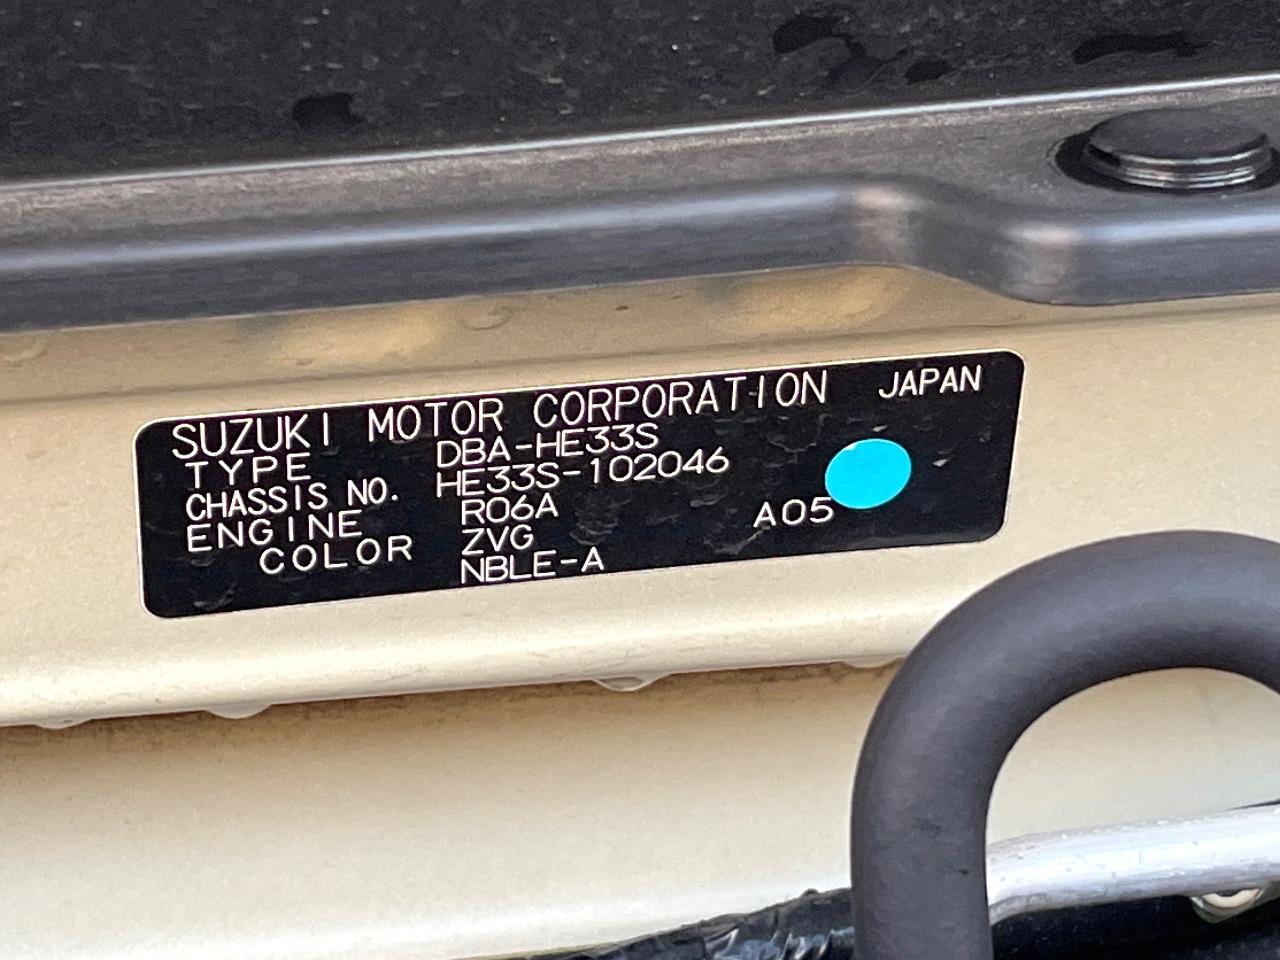 SUZUKI MOTOR CORPORATION JAPAN
TYPE DBA-HE33S
CHASSIS NO. HE33S-102046
ENGINE R06A A05
COLOR ZVG
NBLE-A